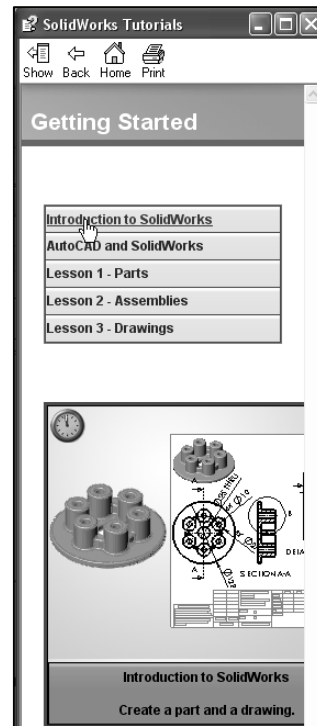 SolidWorks Tutorials
Show Back Home Print
Getting Started
Introduction to SolidWorks
AutoCAD and SolidWorks
Lesson 1 - Parts
Lesson 2 - Assemblies
Lesson 3 - Drawings
A
B
A
SECTION A-A
Introduction to SolidWorks
Create a part and a drawing.